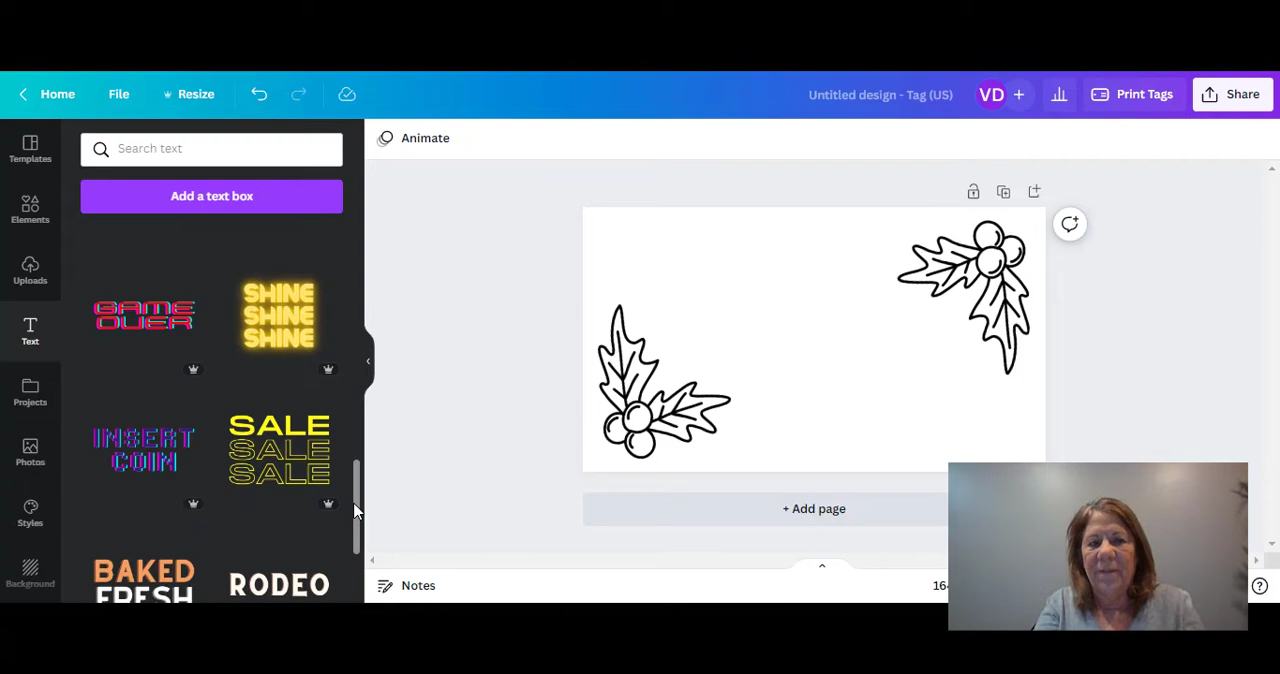 Home File Resize Untitled design - Tag (US) VD + Print Tags Share
Templates
Elements
Uploads
Text
Projects
Photos
Styles
Background
Search text
Add a text box
GAME
OVER
SHINE
SHINE
SHINE
INSERT
COIN
SALE
SALE
SALE
BAKED
FRESH
RODEO
Animate
+ Add page
Notes